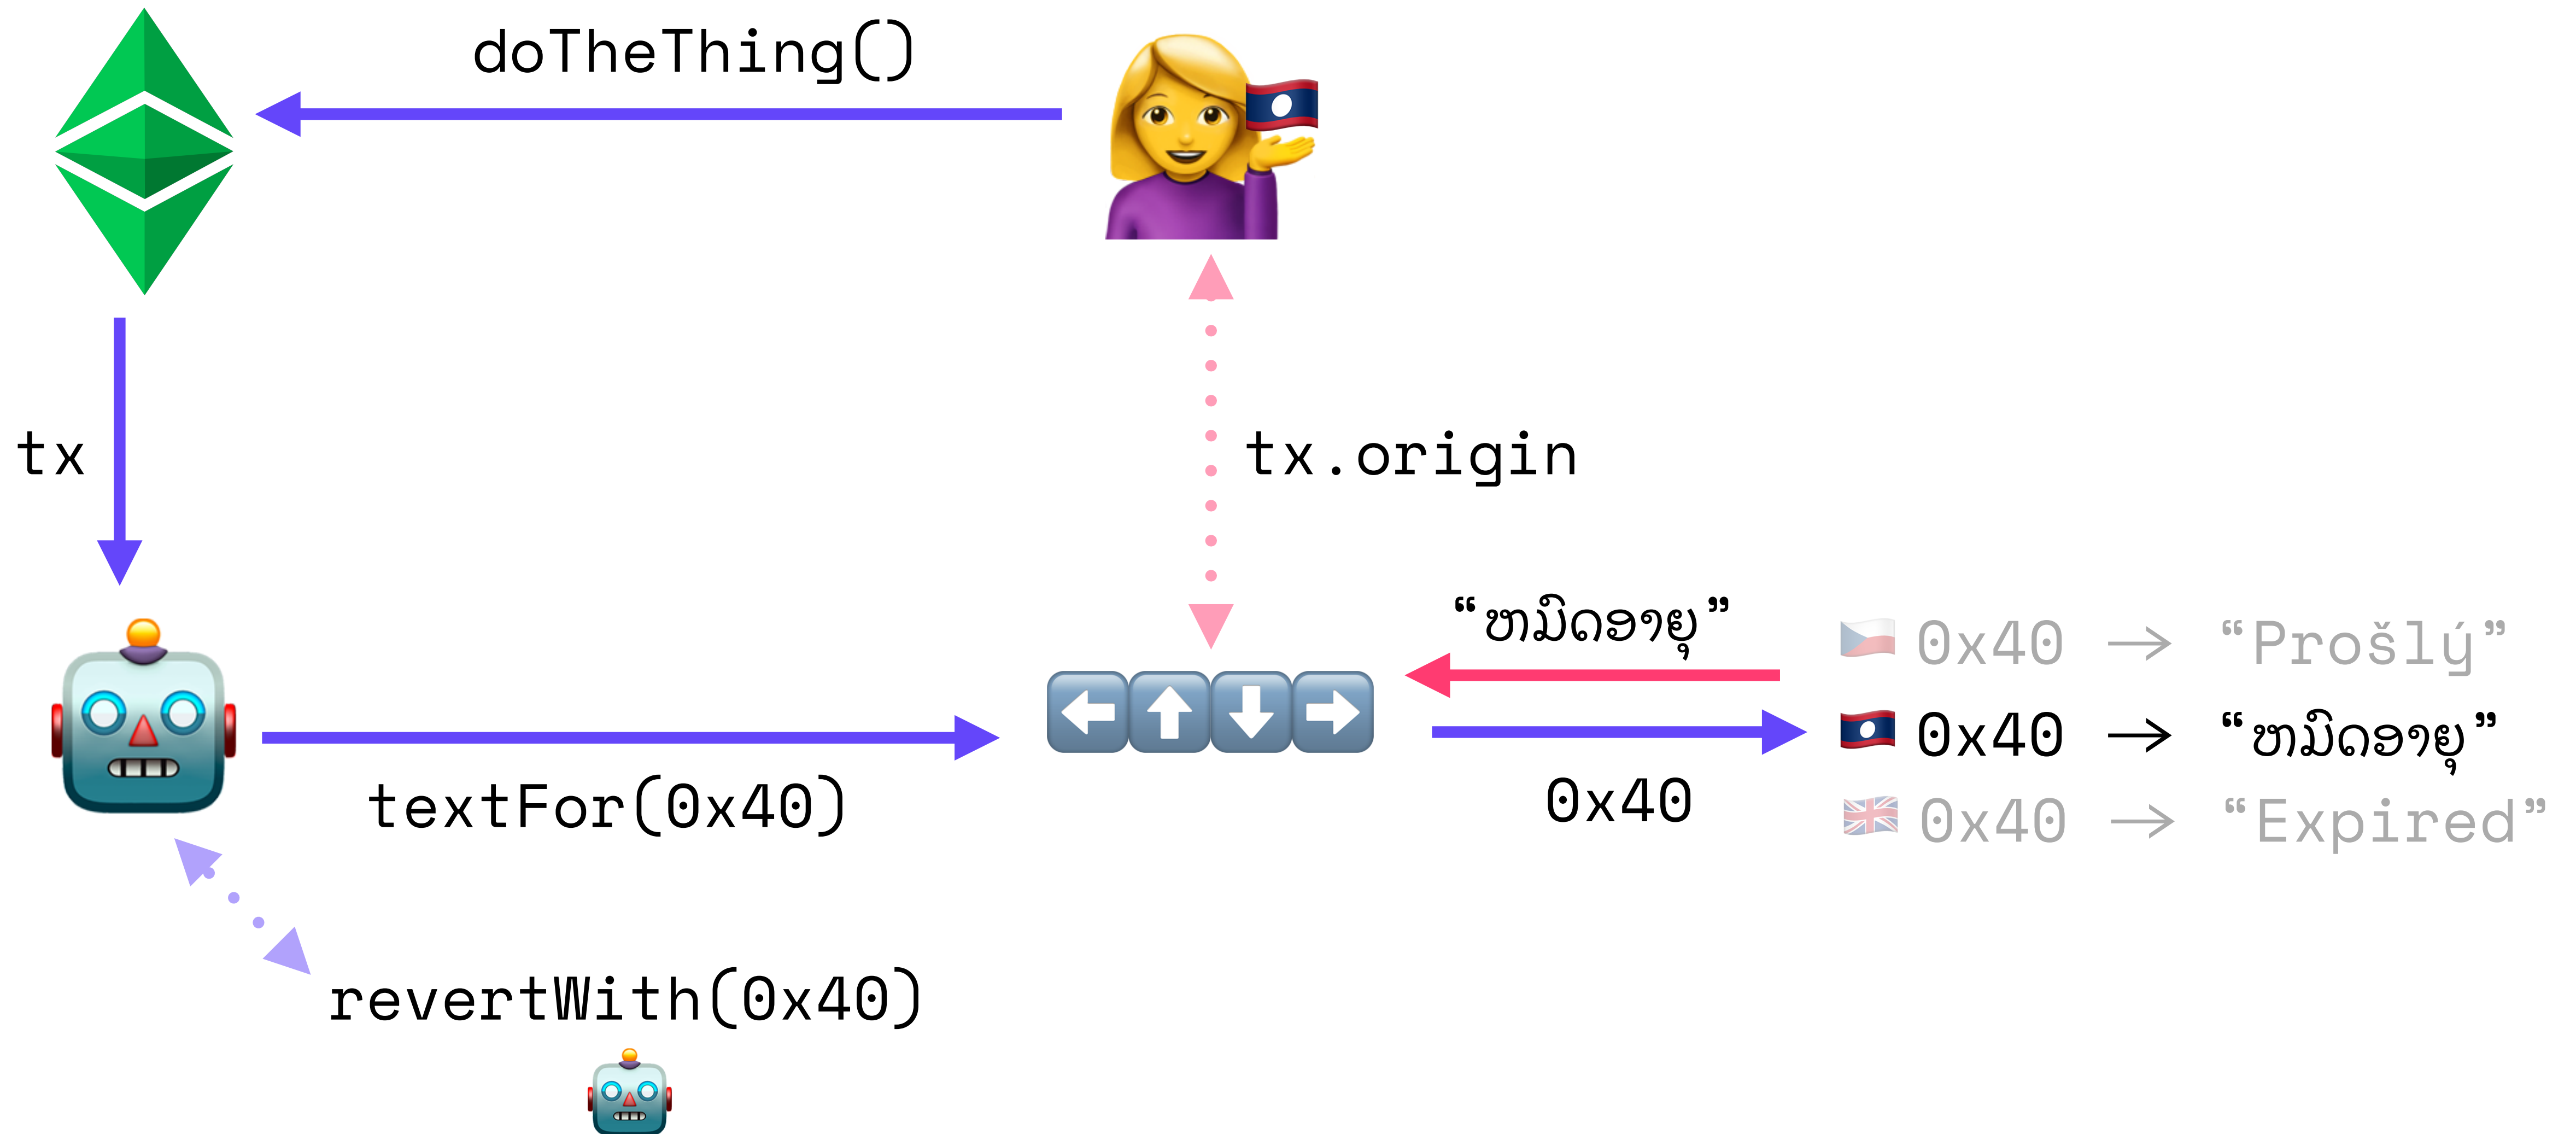 doTheThing()
tx
tx.origin
“ຫມົດອາຍຸ”
0x40 → “Prošlý”
0x40 → “ຫມົດອາຍຸ”
0x40 → “Expired”
textFor(0x40)
0x40
revertWith(0x40)